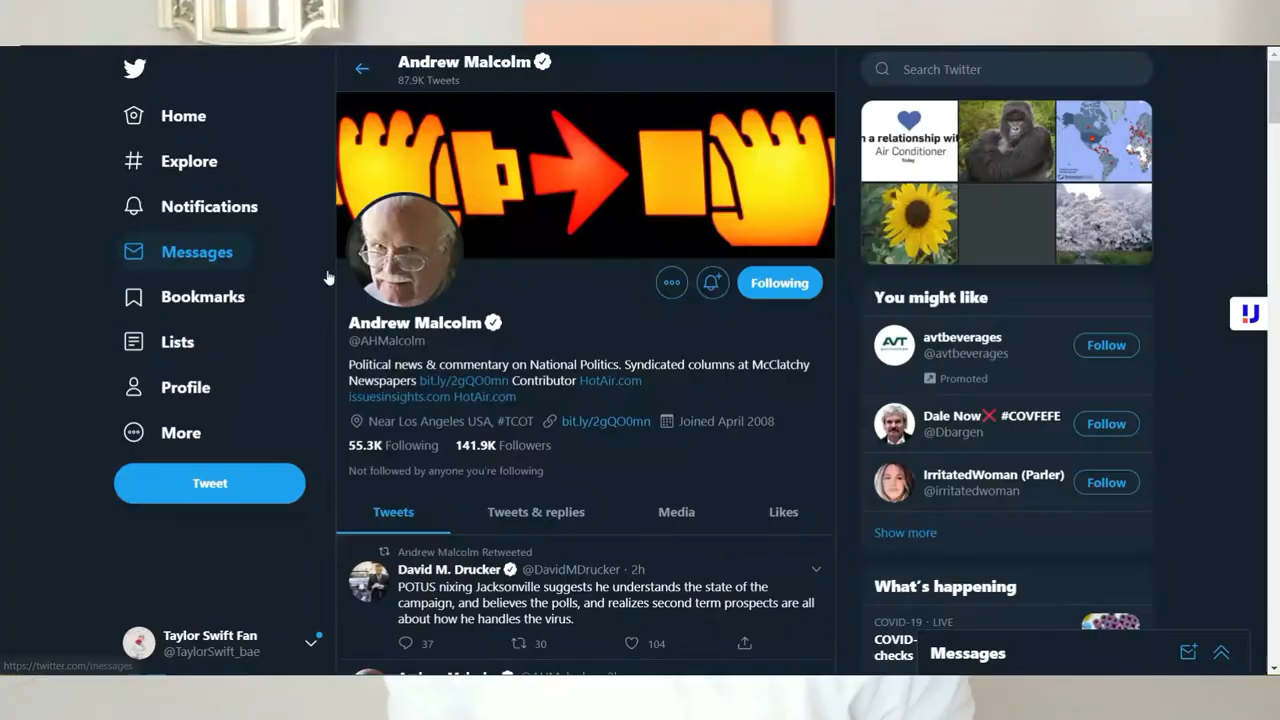 Home
Explore
Notifications
Messages
Bookmarks
Lists
Profile
More
Tweet
Taylor Swift Fan
@TaylorSwift_bae
https://twitter.com/messages
Andrew Malcolm
87.9K Tweets
Following
Andrew Malcolm
@AHMalcolm
Political news & commentary on National Politics. Syndicated columns at McClatchy
Newspapers bit.ly/2gQO0mn Contributor HotAir.com
issuesinsights.com HotAir.com
Near Los Angeles USA, #TCOT bit.ly/2gQO0mn Joined April 2008
55.3K Following 141.9K Followers
Not followed by anyone you're following
Tweets Tweets & replies Media Likes
Andrew Malcolm Retweeted
David M. Drucker @DavidMDrucker · 2h
POTUS nixing Jacksonville suggests he understands the state of the
campaign, and believes the polls, and realizes second term prospects are all
about how he handles the virus.
37 30 104
Search Twitter
n a relationship wit
Air Conditioner
Today
You might like
AVT
avtbeverages
@avtbeverages
Follow
Promoted
Dale Now❌ #COVFEFE
@Dbargen
Follow
IrritatedWoman (Parler)
@irritatedwoman
Follow
Show more
What's happening
COVID-19 · LIVE
COVID-
checks
Messages